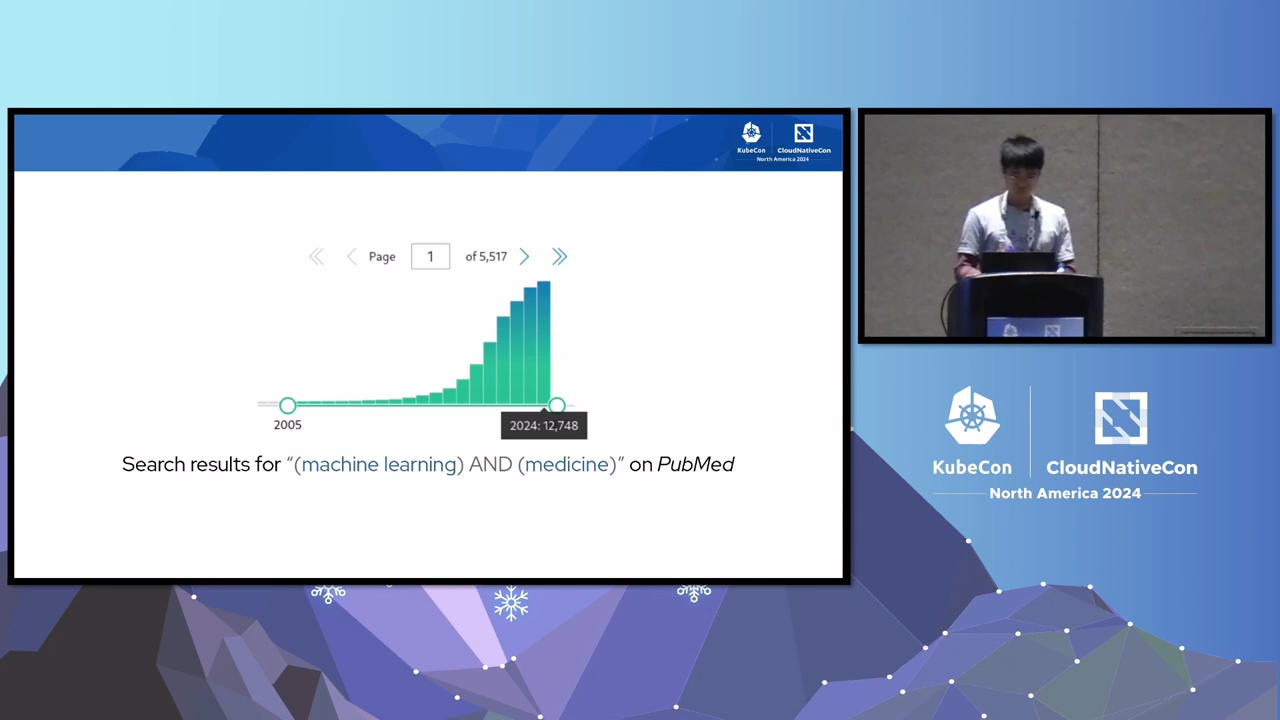 KubeCon
CloudNativeCon
North America 2024
Page 1 of 5,517
2005
2024: 12,748
Search results for “(machine learning) AND (medicine)” on PubMed
KubeCon
CloudNativeCon
North America 2024